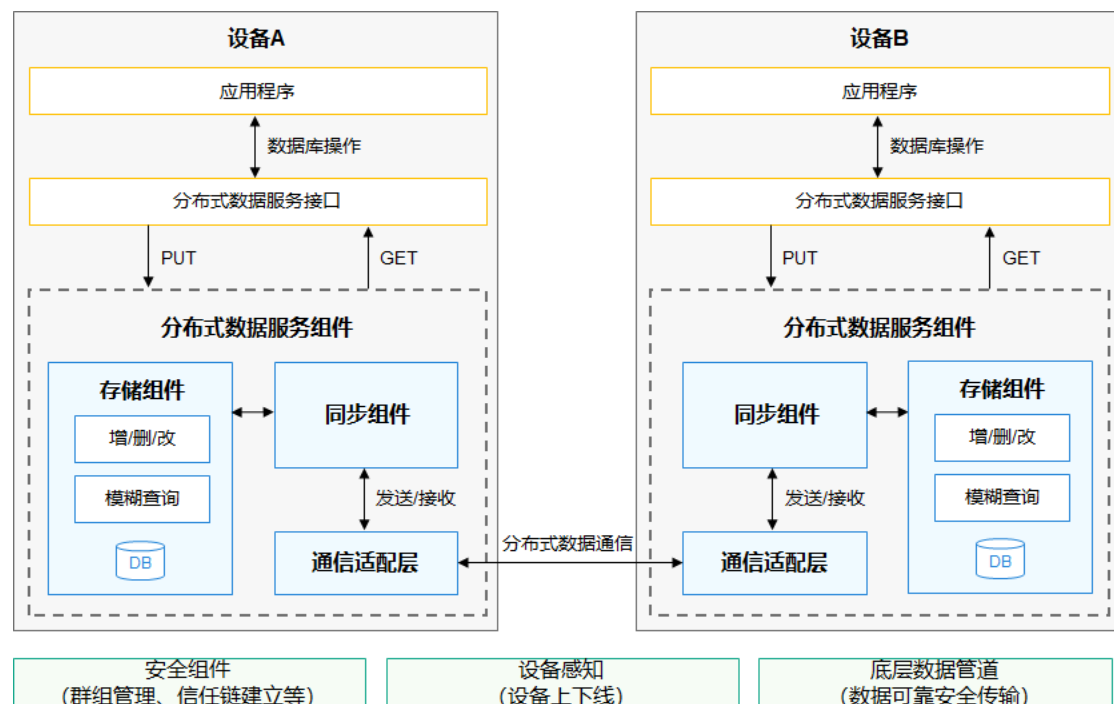 设备A
应用程序
数据库操作
分布式数据服务接口
PUT
GET
分布式数据服务组件
存储组件
增/删/改
模糊查询
DB
同步组件
发送/接收
通信适配层
分布式数据通信
设备B
应用程序
数据库操作
分布式数据服务接口
PUT
GET
分布式数据服务组件
同步组件
发送/接收
通信适配层
存储组件
增/删/改
模糊查询
DB
安全组件
（群组管理、信任链建立等）
设备感知
（设备上下线）
底层数据管道
（数据可靠安全传输）